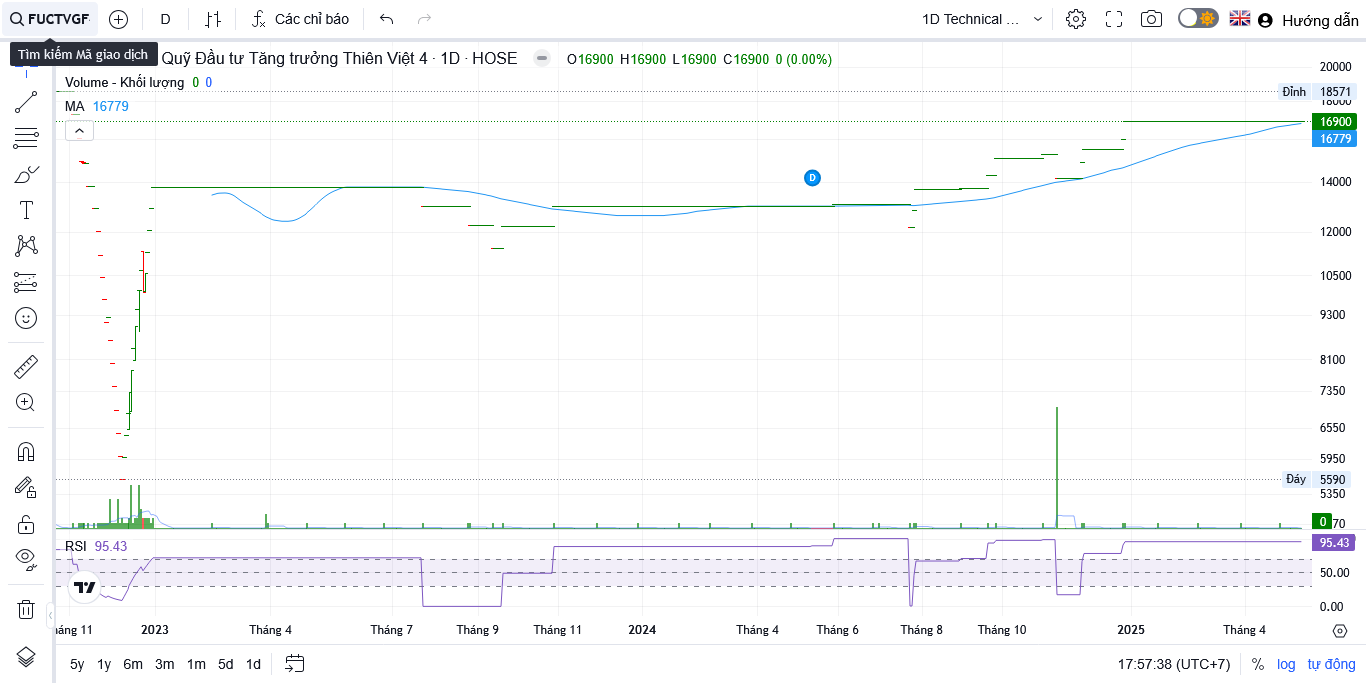 FUCTVGF D Các chỉ báo 1D Technical ... Hướng dẫn
Tìm kiếm Mã giao dịch
Quỹ Đầu tư Tăng trưởng Thiên Việt 4 · 1D · HOSE O16900 H16900 L16900 C16900 0 (0.00%)
Volume - Khối lượng 0 0
MA 16779
20000
Đỉnh 18571
18000
16900
16779
D
14000
12000
10500
9300
8100
7350
6550
5950
Đáy 5590
5350
0
70
RSI 95.43
95.43
50.00
0.00
áng 11 2023 Tháng 4 Tháng 7 Tháng 9 Tháng 11 2024 Tháng 4 Tháng 6 Tháng 8 Tháng 10 2025 Tháng 4
5y 1y 6m 3m 1m 5d 1d 17:57:38 (UTC+7) % log tự động